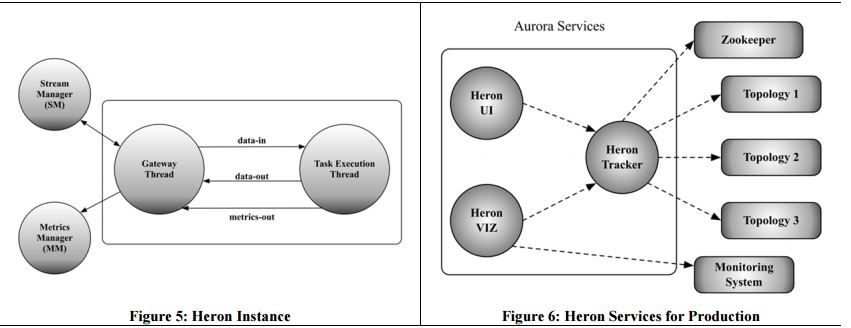 Stream
Manager
(SM)
Gateway
Thread
data-in
data-out
metrics-out
Task Execution
Thread
Metrics
Manager
(MM)
Figure 5: Heron Instance
Aurora Services
Heron
UI
Heron
VIZ
Heron
Tracker
Zookeeper
Topology 1
Topology 2
Topology 3
Monitoring
System
Figure 6: Heron Services for Production